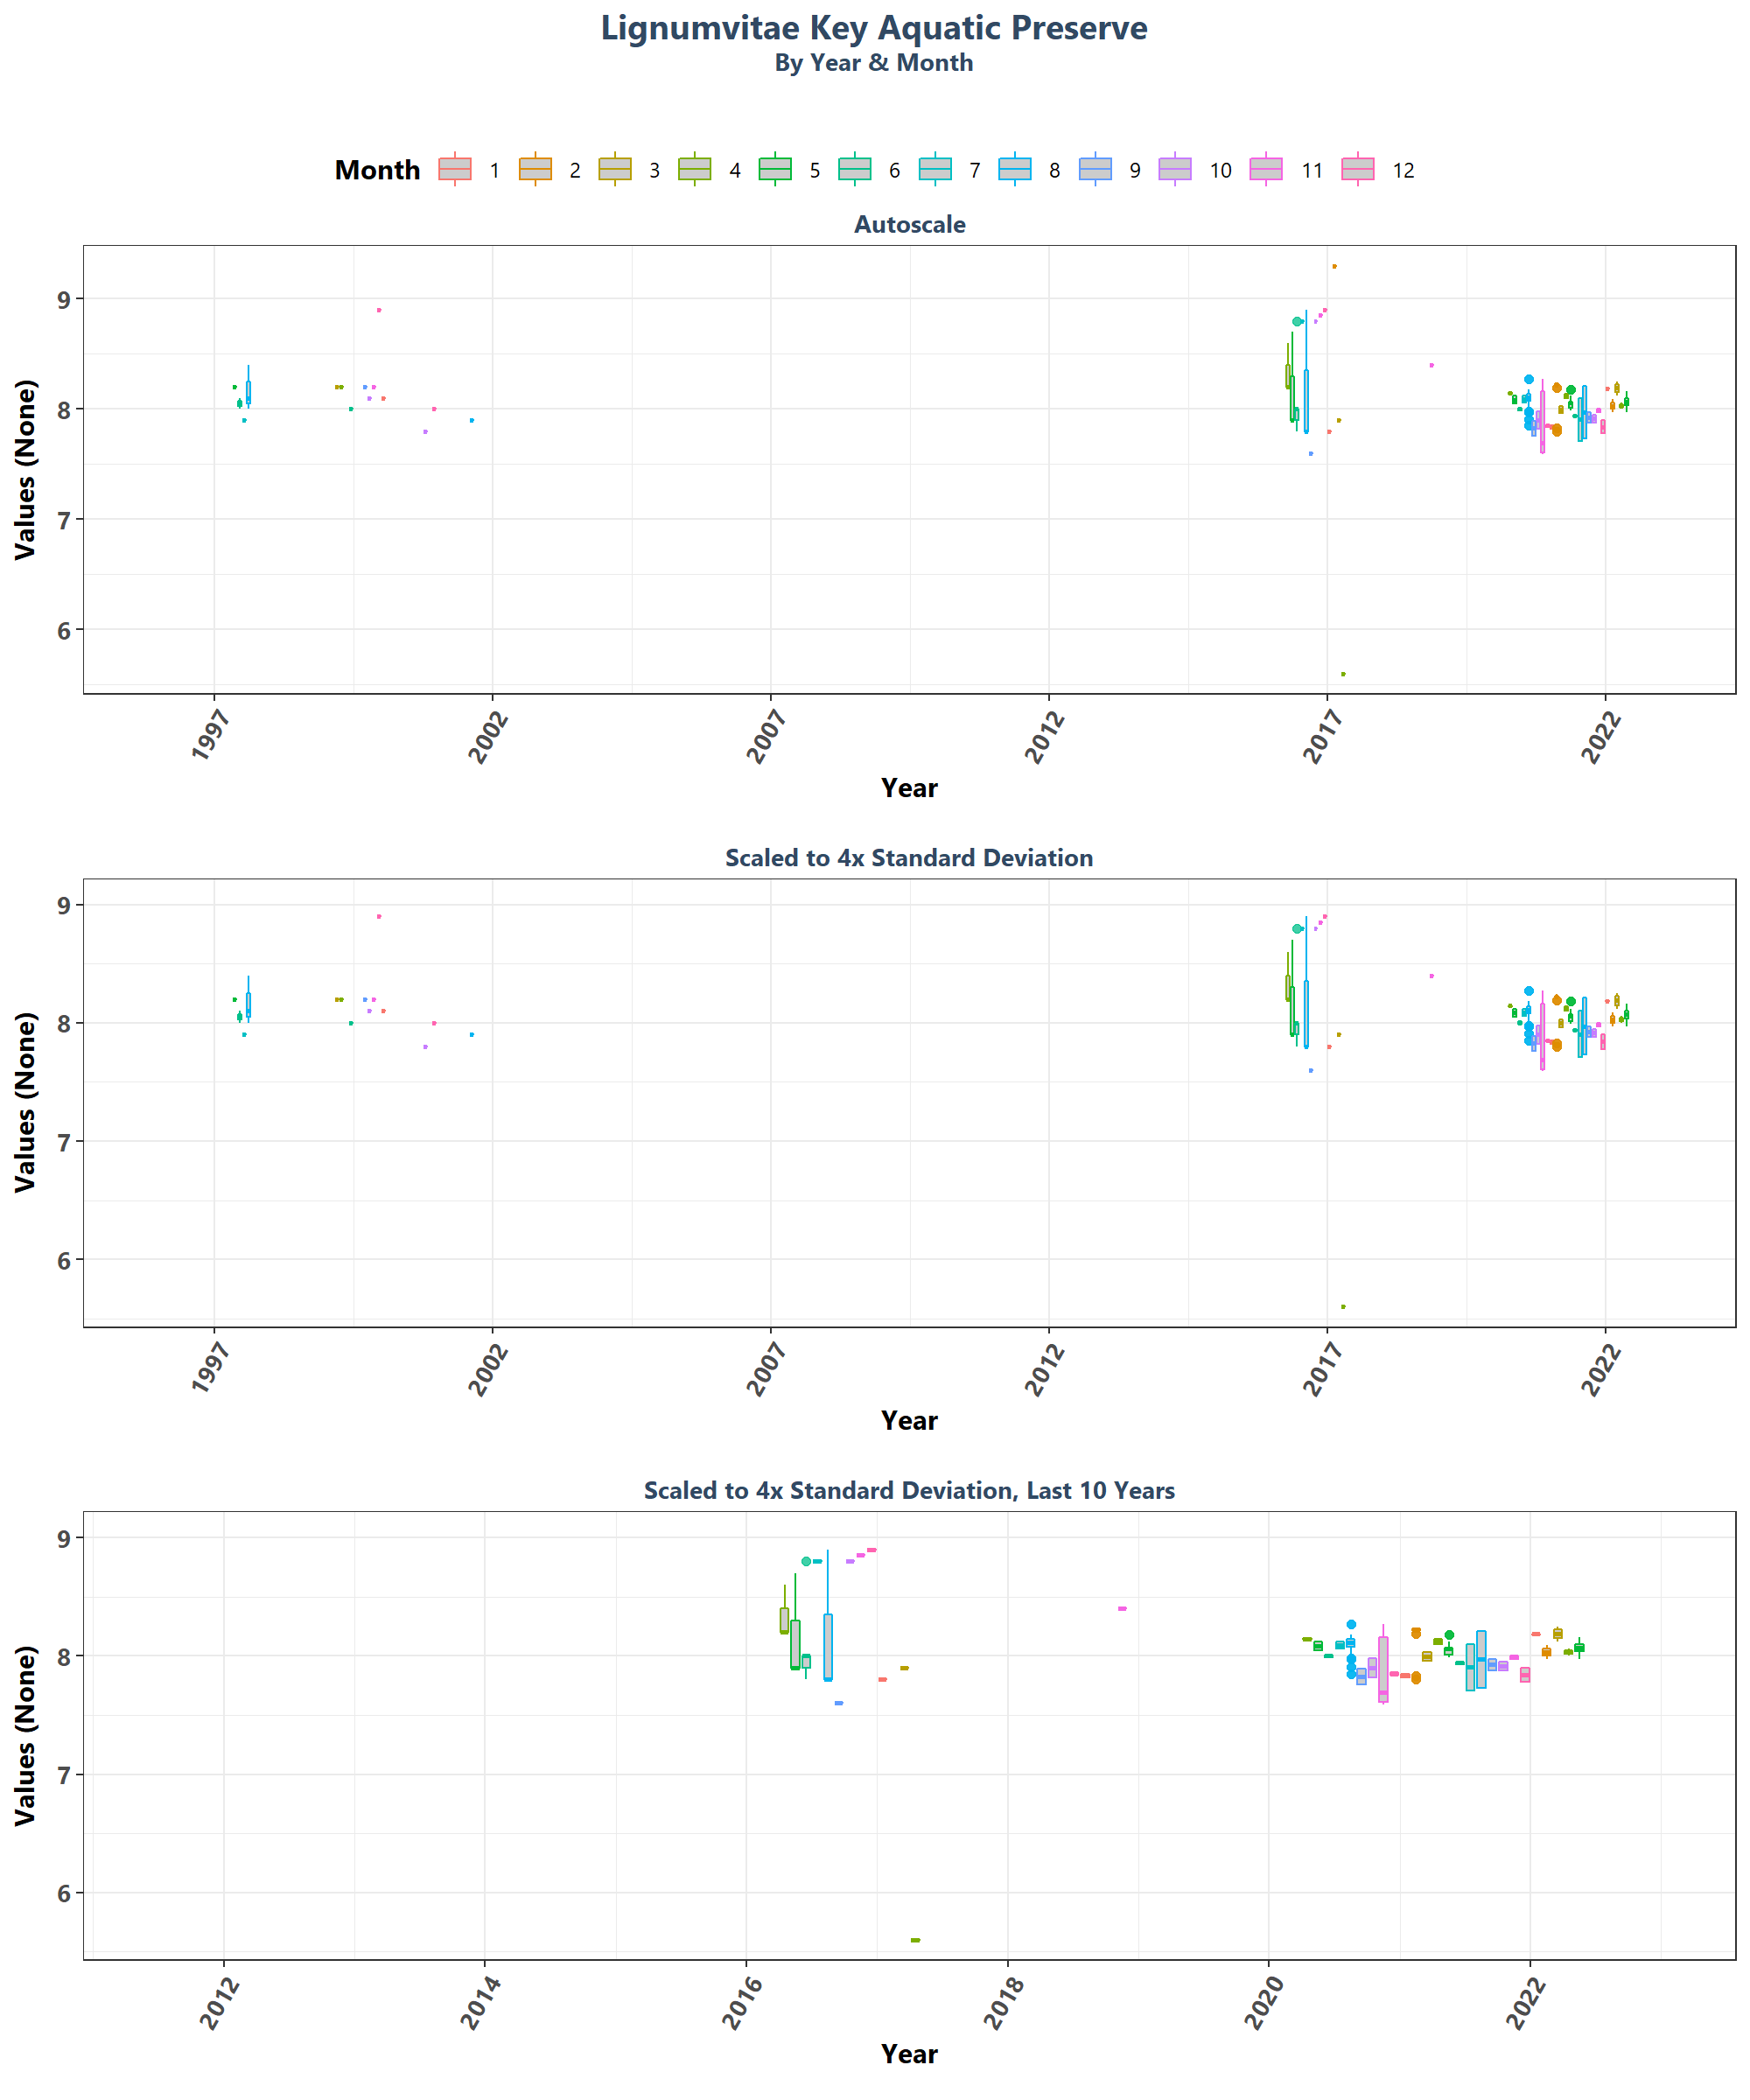 Lignumvitae Key Aquatic Preserve
By Year & Month
Month 1 2 3 4 5 6 7 8 9 10 11 12
Autoscale
Values (None)
9
8
7
6
1997 2002 2007 2012 2017 2022
Year
Scaled to 4x Standard Deviation
Values (None)
9
8
7
6
1997 2002 2007 2012 2017 2022
Year
Scaled to 4x Standard Deviation, Last 10 Years
Values (None)
9
8
7
6
2012 2014 2016 2018 2020 2022
Year